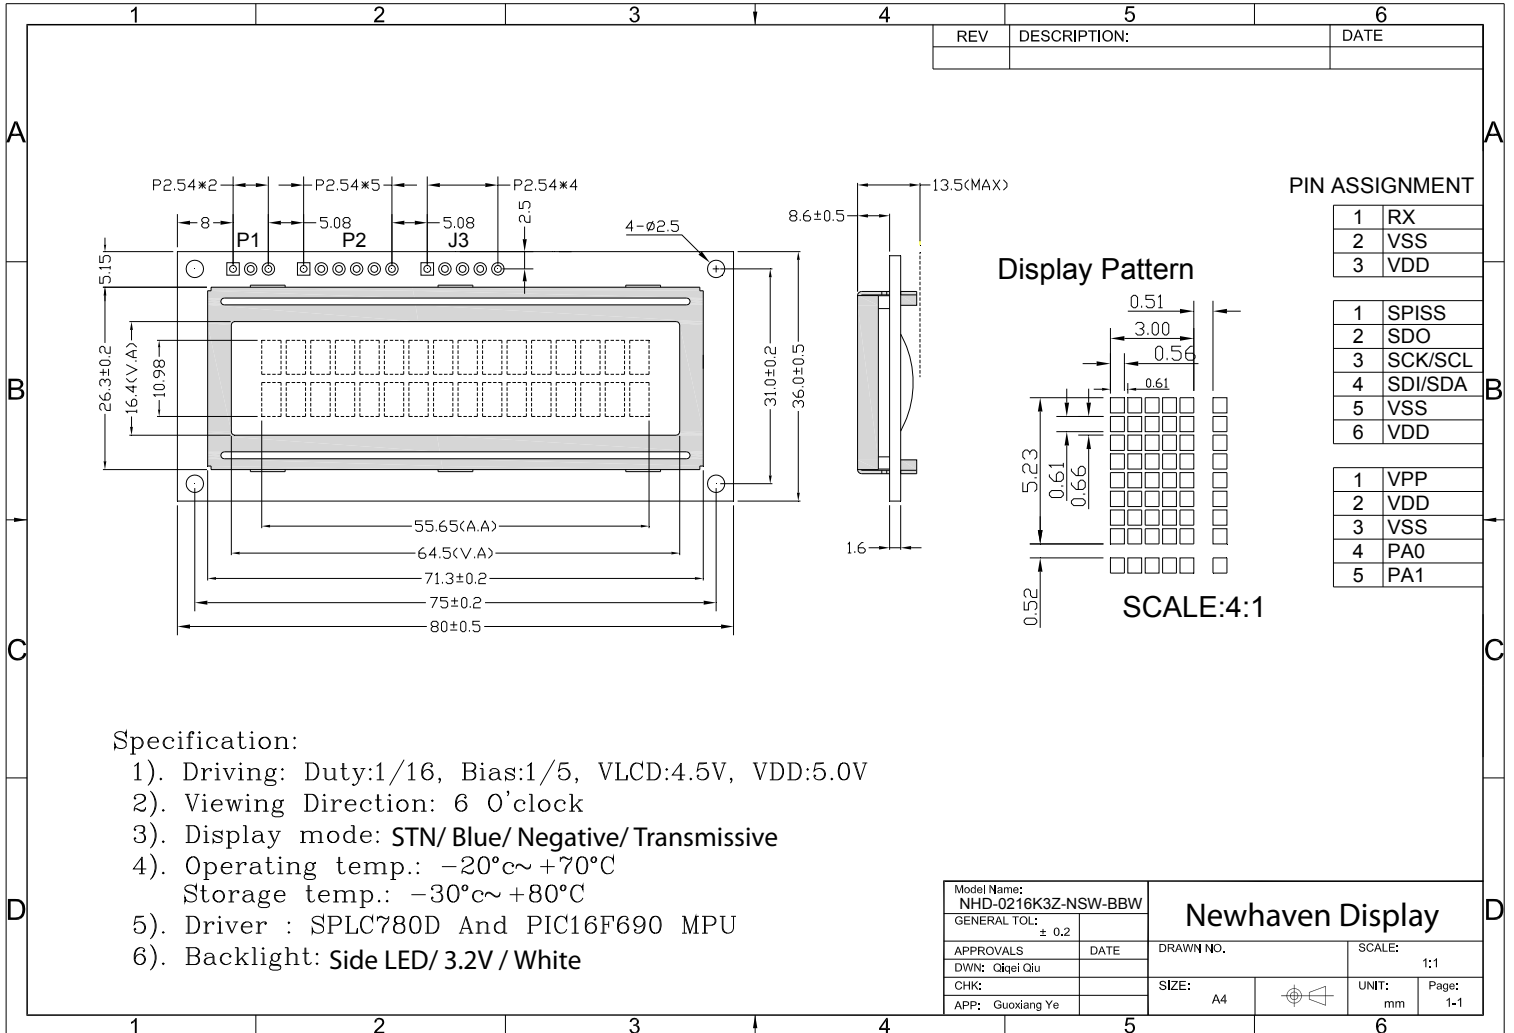 1 2 3 4 5 6
REV DESCRIPTION: DATE
A A
B B
C C
D D
P2.54*2 P2.54*5 P2.54*4
8 5.08 5.08 2.5
P1 P2 J3
4-ø2.5
5.15
26.3±0.2
16.4(V.A)
10.98
31.0±0.2
36.0±0.5
55.65(A.A)
64.5(V.A)
71.3±0.2
75±0.2
80±0.5
13.5(MAX)
8.6±0.5
1.6
Display Pattern
0.51
3.00
0.56
0.61
5.23
0.61
0.66
0.52
SCALE:4:1
PIN ASSIGNMENT
1 RX
2 VSS
3 VDD
1 SPISS
2 SDO
3 SCK/SCL
4 SDI/SDA
5 VSS
6 VDD
1 VPP
2 VDD
3 VSS
4 PA0
5 PA1
Specification:
1). Driving: Duty:1/16, Bias:1/5, VLCD:4.5V, VDD:5.0V
2). Viewing Direction: 6 O'clock
3). Display mode: STN/ Blue/ Negative/ Transmissive
4). Operating temp.: -20°c~ +70°C
Storage temp.: -30°c~ +80°C
5). Driver : SPLC780D And PIC16F690 MPU
6). Backlight: Side LED/ 3.2V / White
Model Name:
NHD-0216K3Z-NSW-BBW
GENERAL TOL:
± 0.2
APPROVALS DATE
DWN: Qiqei Qiu
CHK:
APP: Guoxiang Ye
Newhaven Display
DRAWN NO. SCALE:
1:1
SIZE: A4
UNIT: mm
Page: 1-1
1 2 3 4 5 6